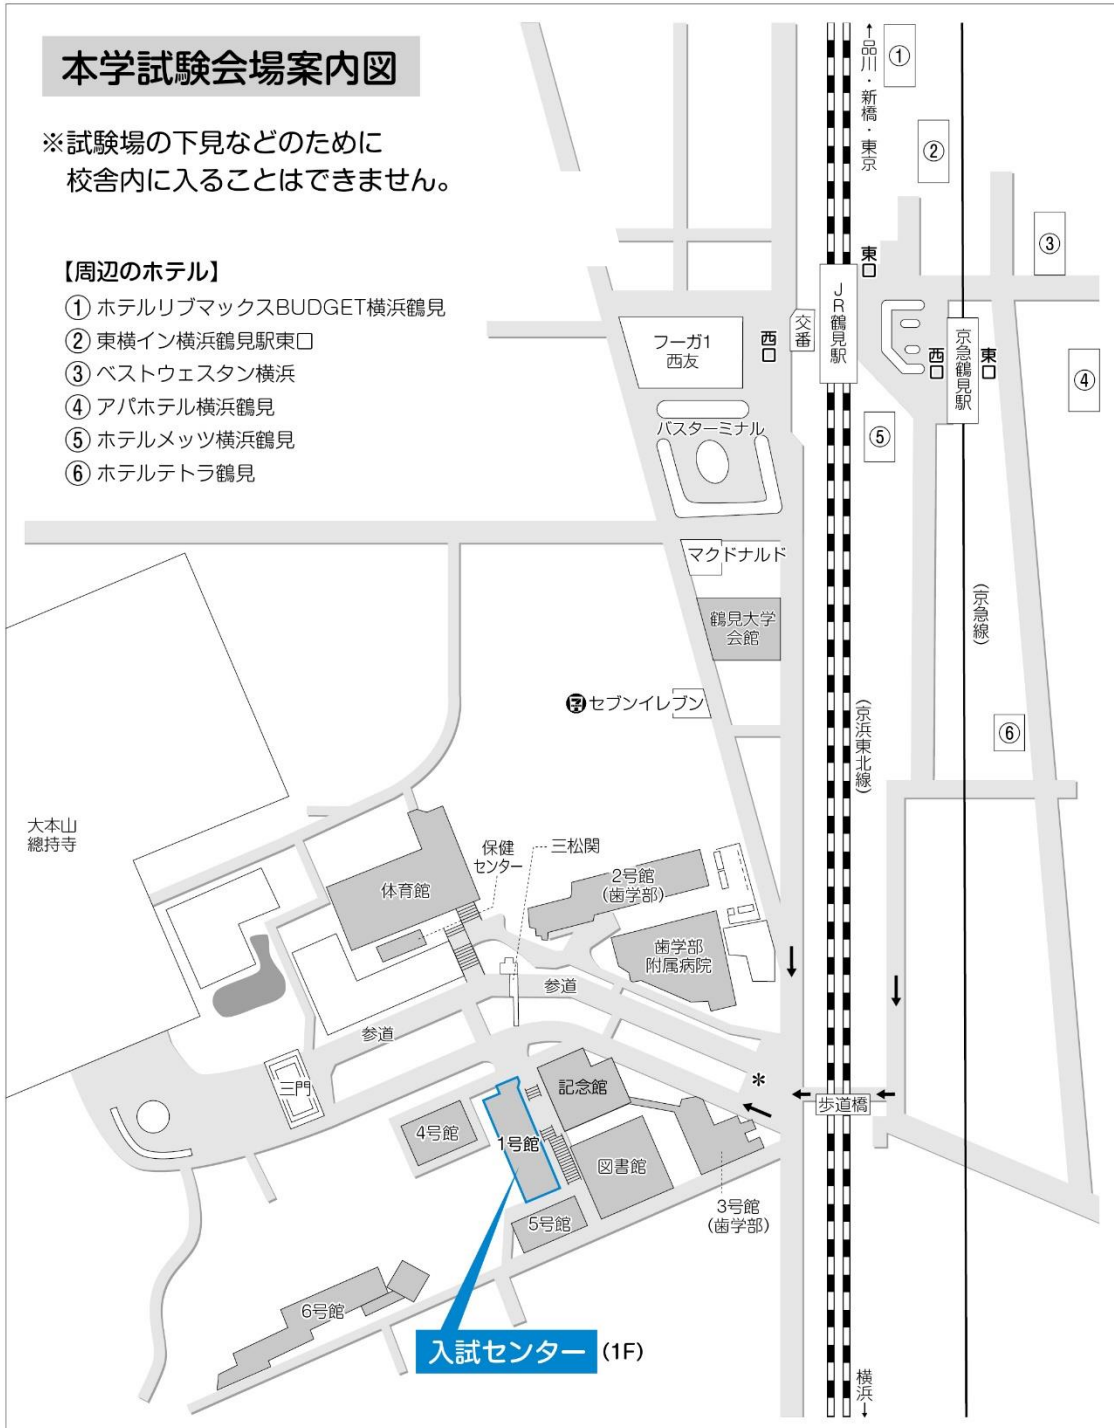 本学試験会場案内図
※試験場の下見などのために
校舎内に入ることはできません。
【周辺のホテル】
① ホテルリブマックスBUDGET横浜鶴見
② 東横イン横浜鶴見駅東口
③ ベストウェスタン横浜
④ アパホテル横浜鶴見
⑤ ホテルメッツ横浜鶴見
⑥ ホテルテトラ鶴見
←品川・新橋・東京
①
②
③
東口
JR鶴見駅
交番
西口
フーガ1
西友
西口
京急鶴見駅
東口
④
⑤
バスターミナル
マクドナルド
鶴見大学
会館
(京急線)
セブンイレブン
(京浜東北線)
⑥
大本山
總持寺
保健
センター
三松関
体育館
2号館
(歯学部)
歯学部
附属病院
参道
参道
三門
記念館
*
歩道橋
4号館
1号館
図書館
3号館
(歯学部)
5号館
6号館
入試センター (1F)
横浜→